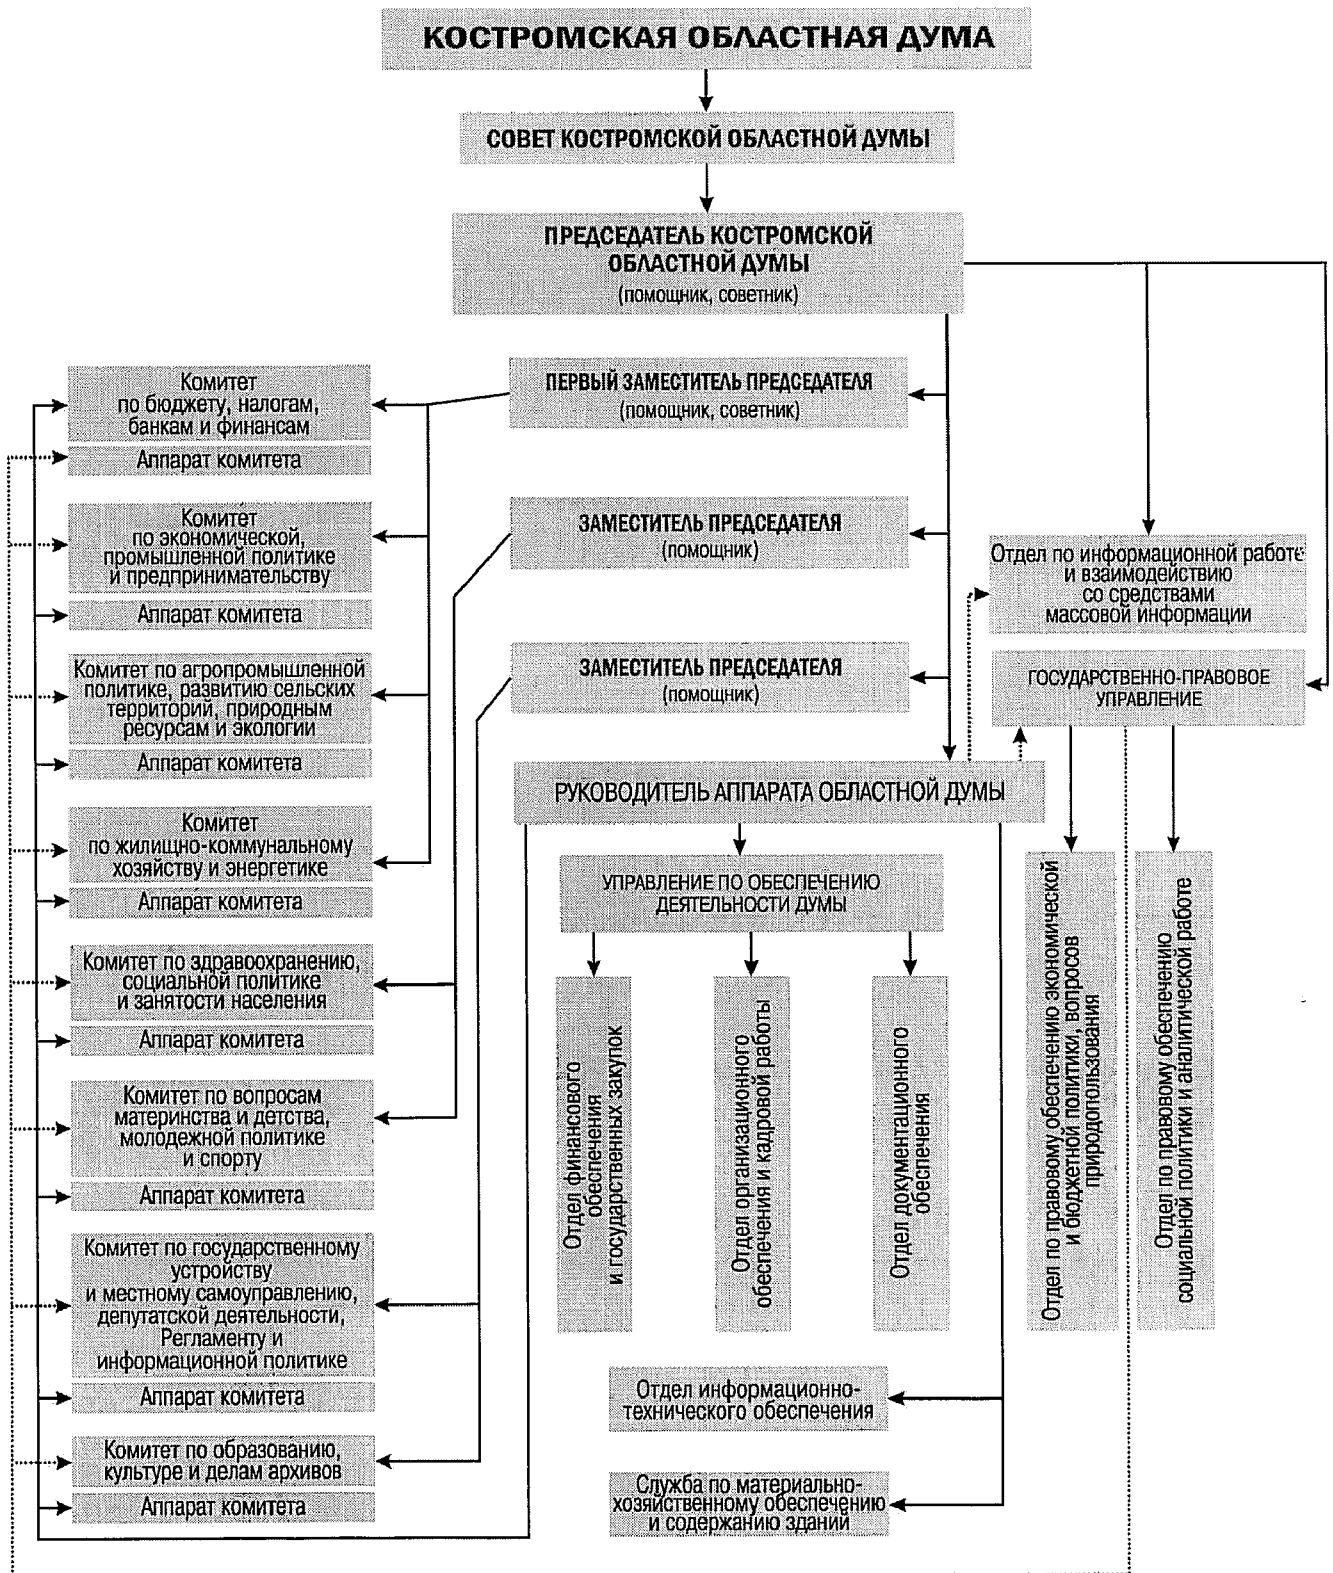 КОСТРОМСКАЯ ОБЛАСТНАЯ ДУМА
СОВЕТ КОСТРОМСКОЙ ОБЛАСТНОЙ ДУМЫ
ПРЕДСЕДАТЕЛЬ КОСТРОМСКОЙ
ОБЛАСТНОЙ ДУМЫ
(помощник, советник)
ПЕРВЫЙ ЗАМЕСТИТЕЛЬ ПРЕДСЕДАТЕЛЯ
(помощник, советник)
ЗАМЕСТИТЕЛЬ ПРЕДСЕДАТЕЛЯ
(помощник)
ЗАМЕСТИТЕЛЬ ПРЕДСЕДАТЕЛЯ
(помощник)
Комитет
по бюджету, налогам,
банкам и финансам
Аппарат комитета
Комитет
по экономической,
промышленной политике
и предпринимательству
Аппарат комитета
Комитет по агропромышленной
политике, развитию сельских
территорий, природным
ресурсам и экологии
Аппарат комитета
Комитет
по жилищно-коммунальному
хозяйству и энергетике
Аппарат комитета
Комитет по здравоохранению,
социальной политике
и занятости населения
Аппарат комитета
Комитет по вопросам
материнства и детства,
молодежной политике
и спорту
Аппарат комитета
Комитет по государственному
устройству
и местному самоуправлению,
депутатской деятельности,
Регламенту и
информационной политике
Аппарат комитета
Комитет по образованию,
культуре и делам архивов
Аппарат комитета
Отдел по информационной работе
и взаимодействию
со средствами
массовой информации
ГОСУДАРСТВЕННО-ПРАВОВОЕ
УПРАВЛЕНИЕ
РУКОВОДИТЕЛЬ АППАРАТА ОБЛАСТНОЙ ДУМЫ
УПРАВЛЕНИЕ ПО ОБЕСПЕЧЕНИЮ
ДЕЯТЕЛЬНОСТИ ДУМЫ
Отдел финансового
обеспечения
и государственных закупок
Отдел организационного
обеспечения и кадровой работы
Отдел документационного
обеспечения
Отдел по правовому обеспечению экономической
и бюджетной политики, вопросов
природопользования
Отдел по правовому обеспечению
социальной политики и аналитической работе
Отдел информационно-
технического обеспечения
Служба по материально-
хозяйственному обеспечению
и содержанию зданий